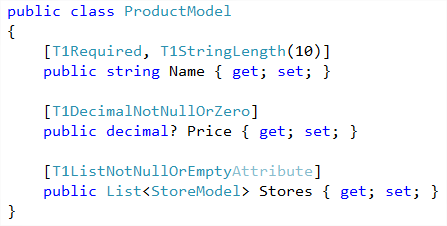 public class ProductModel
{
    [T1Required, T1StringLength(10)]
    public string Name { get; set; }

    [T1DecimalNotNullOrZero]
    public decimal? Price { get; set; }

    [T1ListNotNullOrEmptyAttribute]
    public List<StoreModel> Stores { get; set; }
}